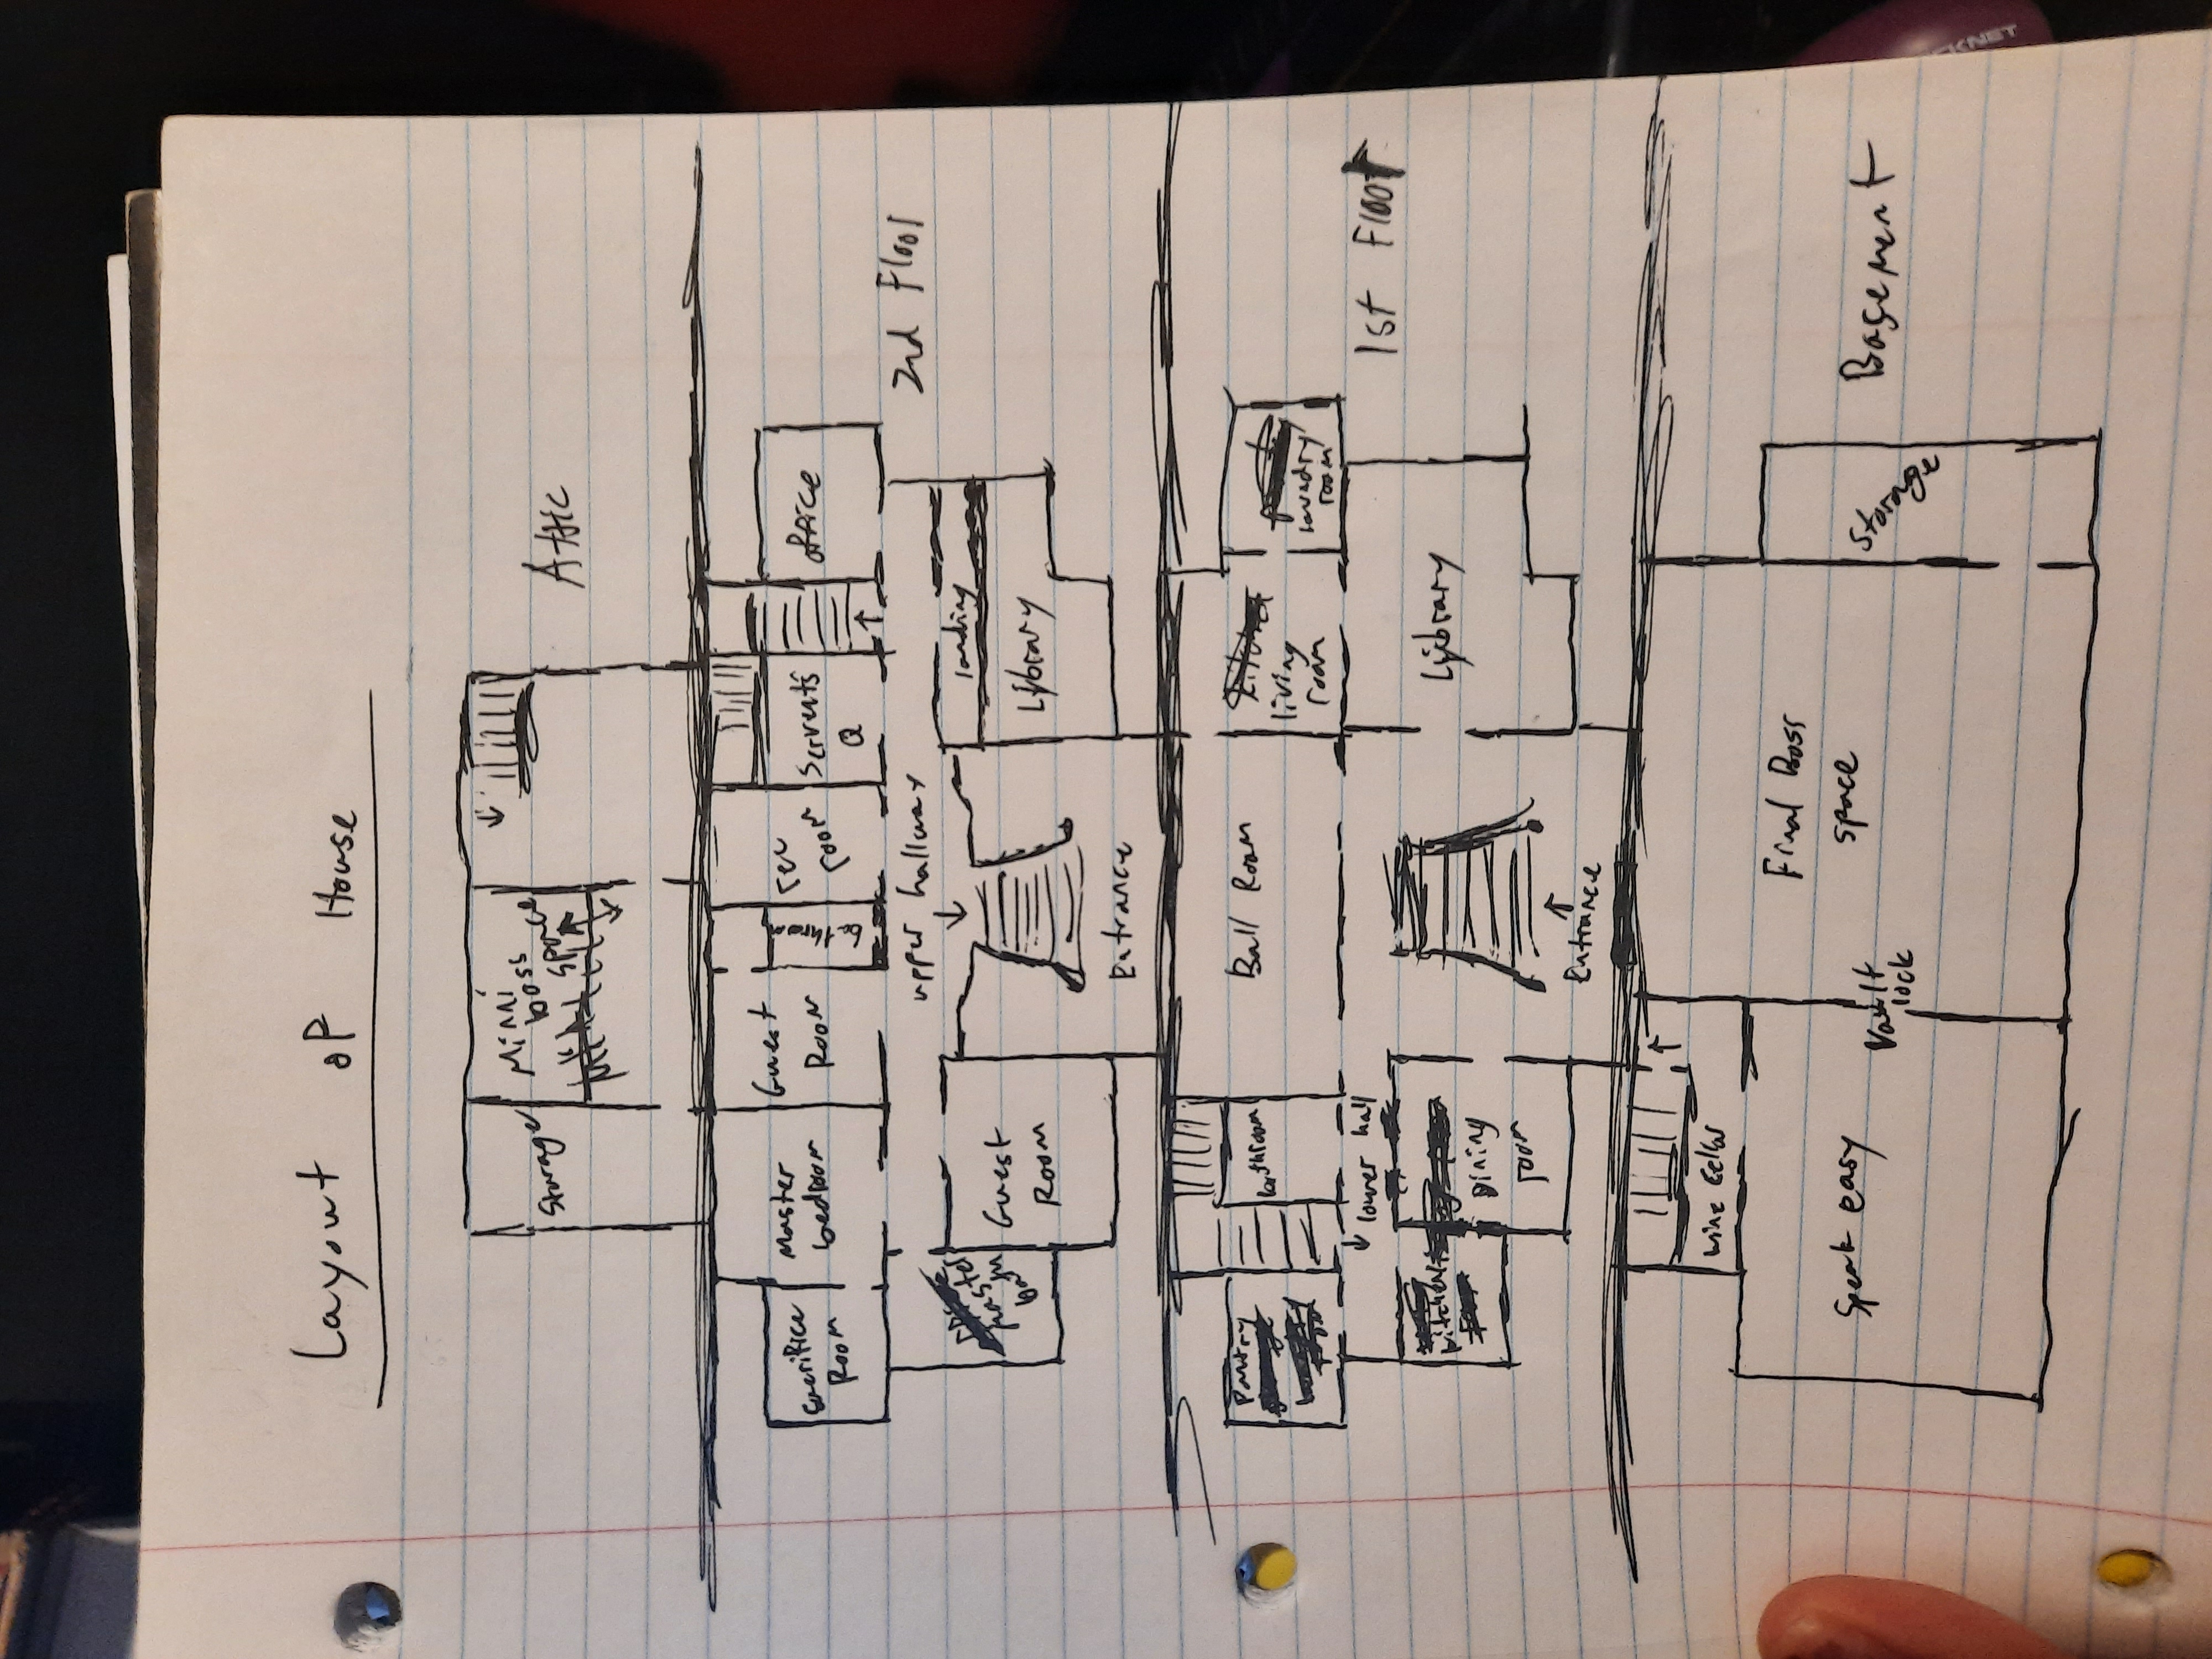 Layout of House
Storage
Minni
boss
space
Attic
Sacrifice
Room
Master
bedroom
Guest
Room
bathroom
rec
room
Servents
Q
office
upper hallway
2nd Floor
Master
bath
Guest
Room
landing
Library
Entrance
Pantry
bathroom
Ball Room
kitchen
living
room
laundry
room
lower hall
1st Floor
kitchen
Dining
room
Library
Entrance
wine Cellar
Speak easy
Vault
lock
Final Boss
space
Storage
Basement